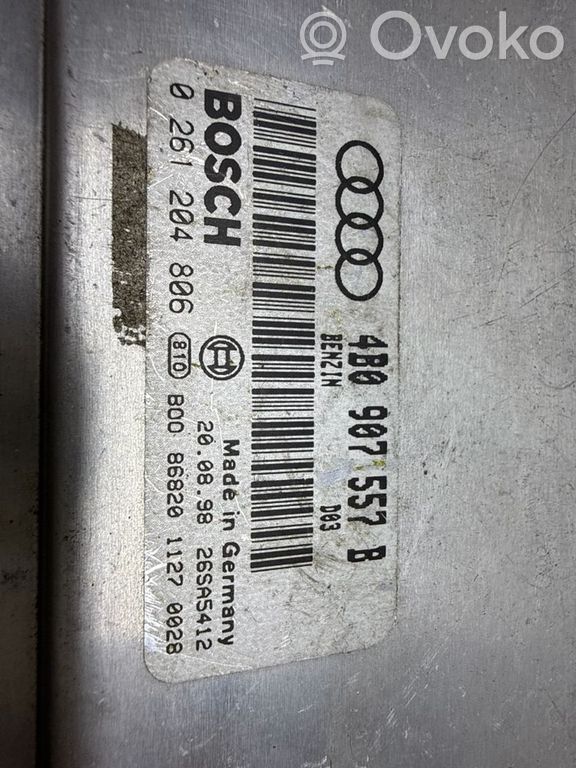 Ovoko
4B0 907 557 B
BENZIN D03
BOSCH
Made in Germany
0 261 204 806
20.08.98 26SA5412
810 BOO 86820 1127 0028